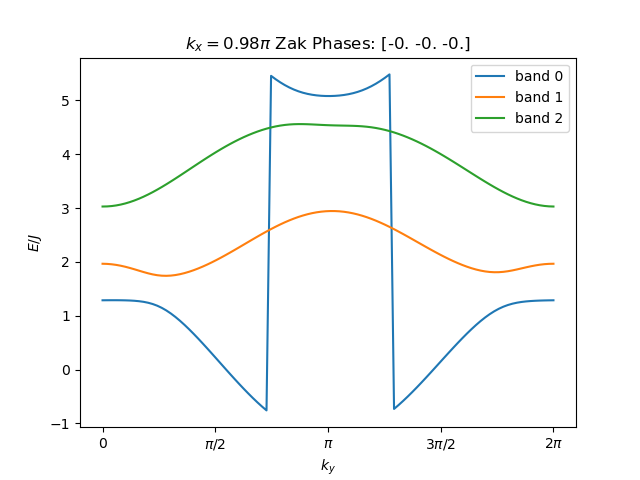 $k_x = 0.98\pi$ Zak Phases: [-0. -0. -0.]
band 0
band 1
band 2
E/J
5
4
3
2
1
0
−1
0
π/2
π
3π/2
2π
$k_y$